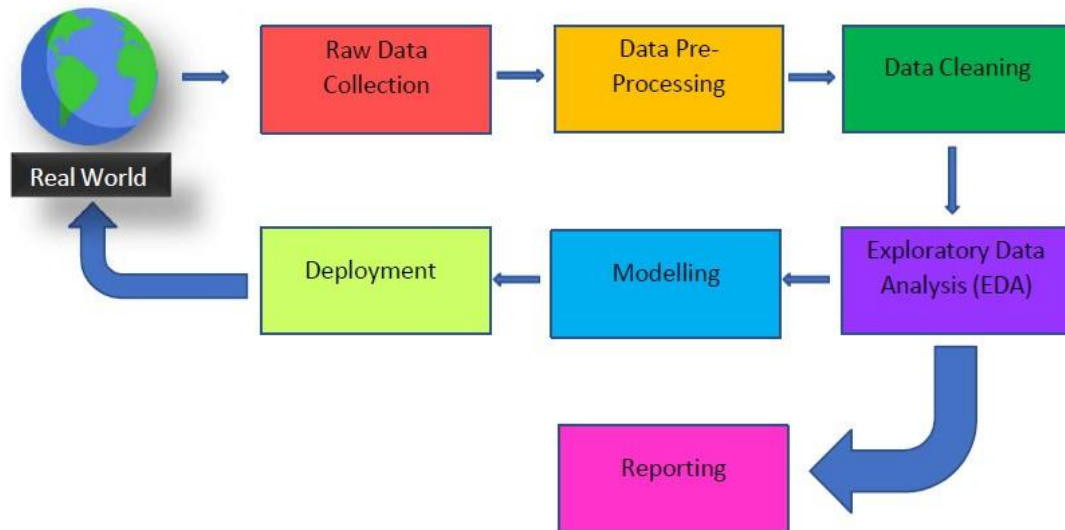 Raw Data
Collection
Data Pre-
Processing
Data Cleaning
Real World
Deployment
Modelling
Exploratory Data
Analysis (EDA)
Reporting